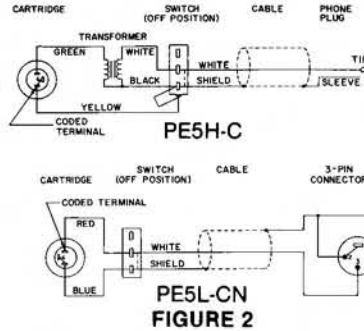 CARTRIDGE
SWITCH
(OFF POSITION)
CABLE
PHONE
PLUG
TRANSFORMER
GREEN
WHITE
TI
WHITE
BLACK
SHIELD
SLEEVE
YELLOW
CODED
TERMINAL
PE5H-C
CARTRIDGE
SWITCH
(OFF POSITION)
CABLE
3-PIN
CONNECTOR
CODED TERMINAL
RED
WHITE
SHIELD
BLUE
PE5L-CN
FIGURE 2